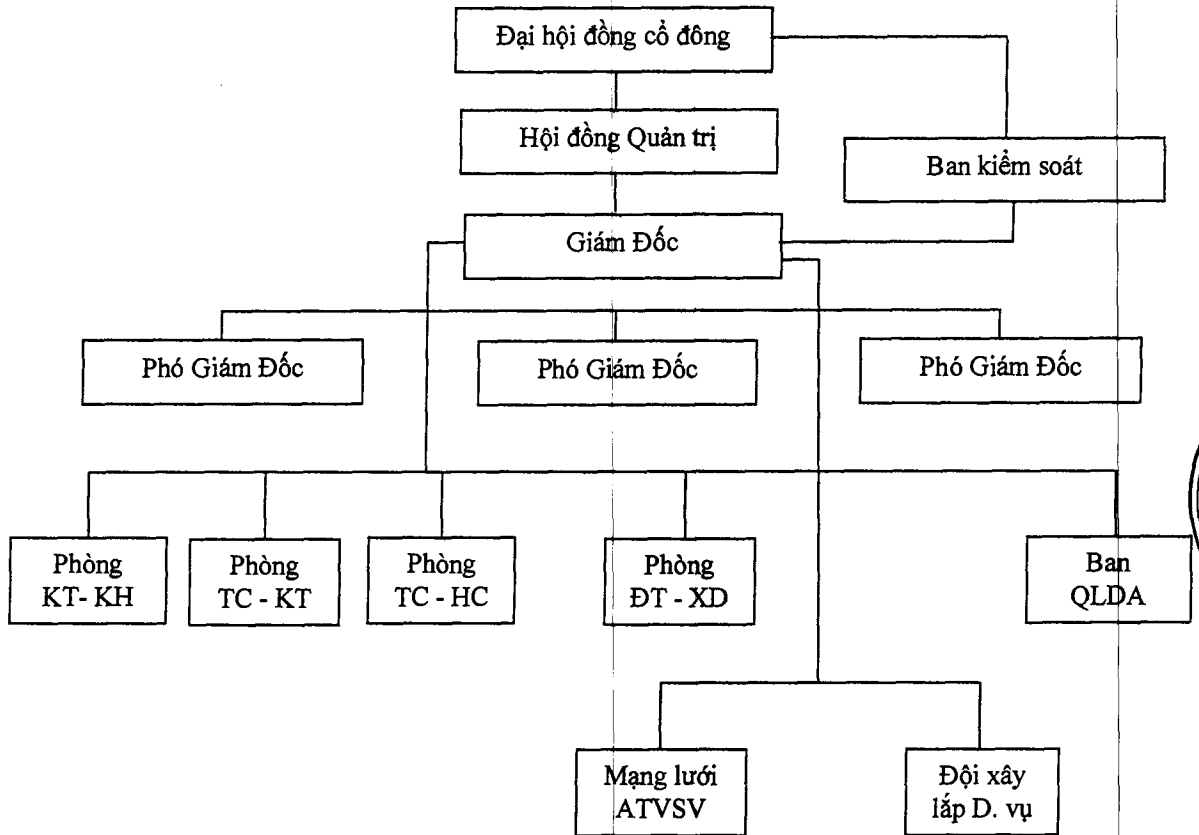 Đại hội đồng cổ đông
Hội đồng Quản trị
Ban kiểm soát
Giám Đốc
Phó Giám Đốc
Phó Giám Đốc
Phó Giám Đốc
Phòng
KT- KH
Phòng
TC - KT
Phòng
TC - HC
Phòng
ĐT - XD
Ban
QLDA
Mạng lưới
ATVSV
Đội xây
lắp D. vụ